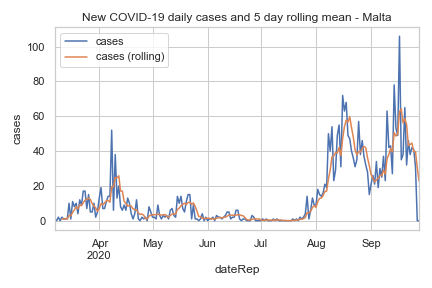 New COVID-19 daily cases and 5 day rolling mean - Malta
cases
cases (rolling)
100
80
60
40
20
0
cases
Apr
2020
May
Jun
Jul
Aug
Sep
dateRep